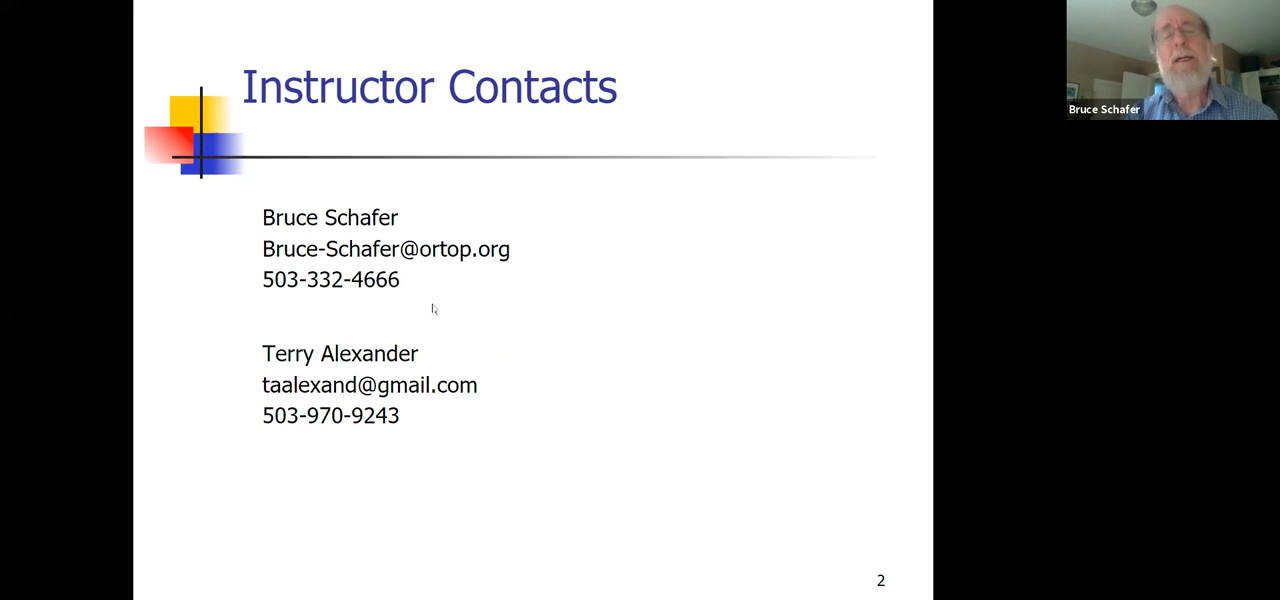 Instructor Contacts
Bruce Schafer
Bruce Schafer
Bruce-Schafer@ortop.org
503-332-4666
Terry Alexander
taalexand@gmail.com
503-970-9243
2